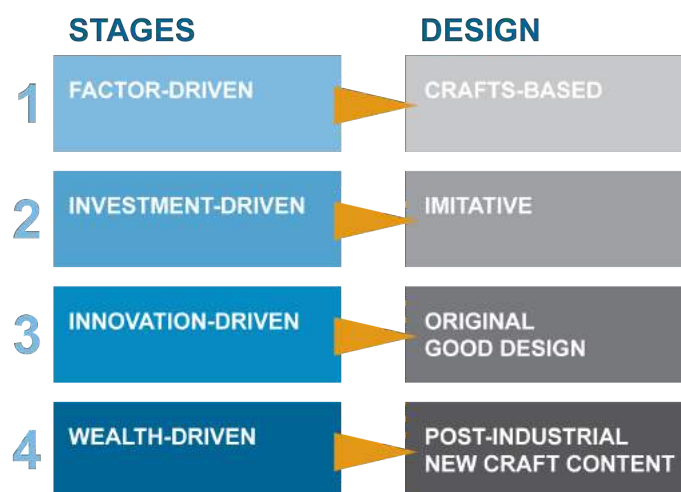 STAGES DESIGN
1 FACTOR-DRIVEN CRAFTS-BASED
2 INVESTMENT-DRIVEN IMITATIVE
3 INNOVATION-DRIVEN ORIGINAL
GOOD DESIGN
4 WEALTH-DRIVEN POST-INDUSTRIAL
NEW CRAFT CONTENT